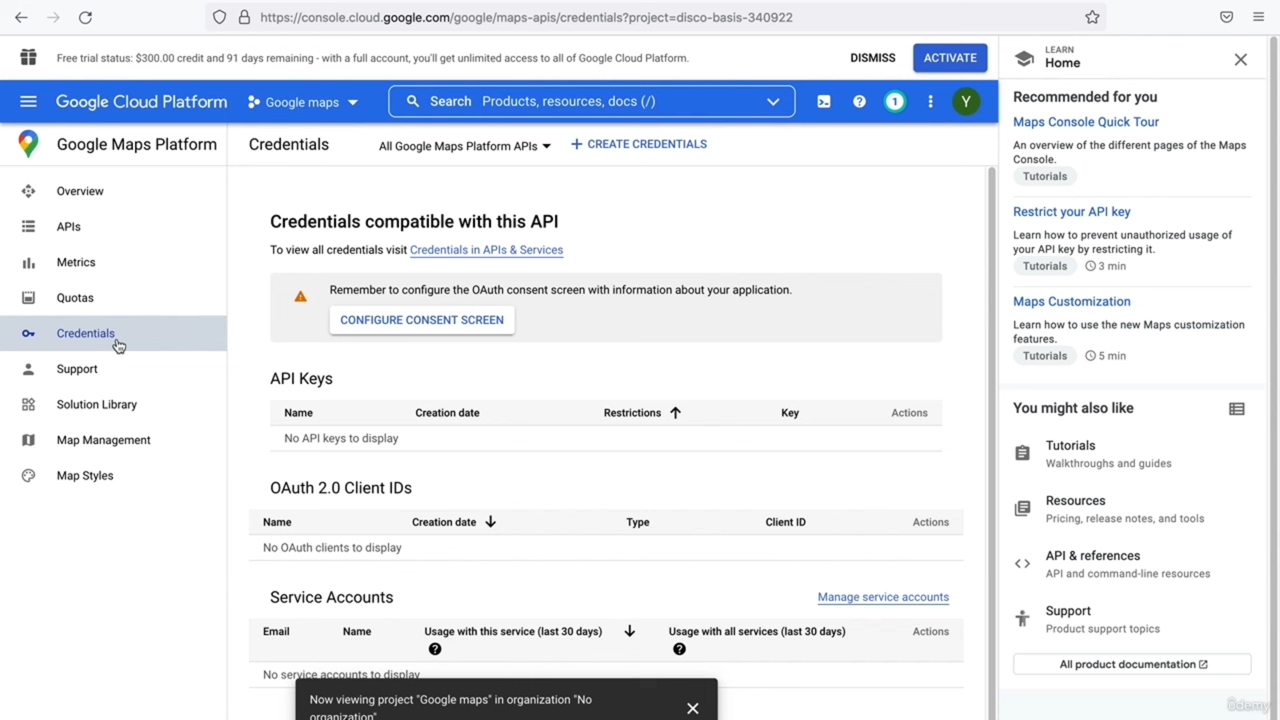 https://console.cloud.google.com/google/maps-apis/credentials?project=disco-basis-340922
Free trial status: $300.00 credit and 91 days remaining - with a full account, you'll get unlimited access to all of Google Cloud Platform.
DISMISS
ACTIVATE
Google Cloud Platform
Google maps
Search Products, resources, docs (/)
1
Y
Google Maps Platform
Overview
APIs
Metrics
Quotas
Credentials
Support
Solution Library
Map Management
Map Styles
Credentials
All Google Maps Platform APIs
CREATE CREDENTIALS
Credentials compatible with this API
To view all credentials visit Credentials in APIs & Services
Remember to configure the OAuth consent screen with information about your application.
CONFIGURE CONSENT SCREEN
API Keys
Name Creation date Restrictions Key Actions
No API keys to display
OAuth 2.0 Client IDs
Name Creation date Type Client ID Actions
No OAuth clients to display
Service Accounts
Manage service accounts
Email Name Usage with this service (last 30 days) Usage with all services (last 30 days) Actions
No service accounts to display
Now viewing project "Google maps" in organization "No
organization"
LEARN
Home
Recommended for you
Maps Console Quick Tour
An overview of the different pages of the Maps
Console.
Tutorials
Restrict your API key
Learn how to prevent unauthorized usage of
your API key by restricting it.
Tutorials 3 min
Maps Customization
Learn how to use the new Maps customization
features.
Tutorials 5 min
You might also like
Tutorials
Walkthroughs and guides
Resources
Pricing, release notes, and tools
API & references
API and command-line resources
Support
Product support topics
All product documentation
Udemy